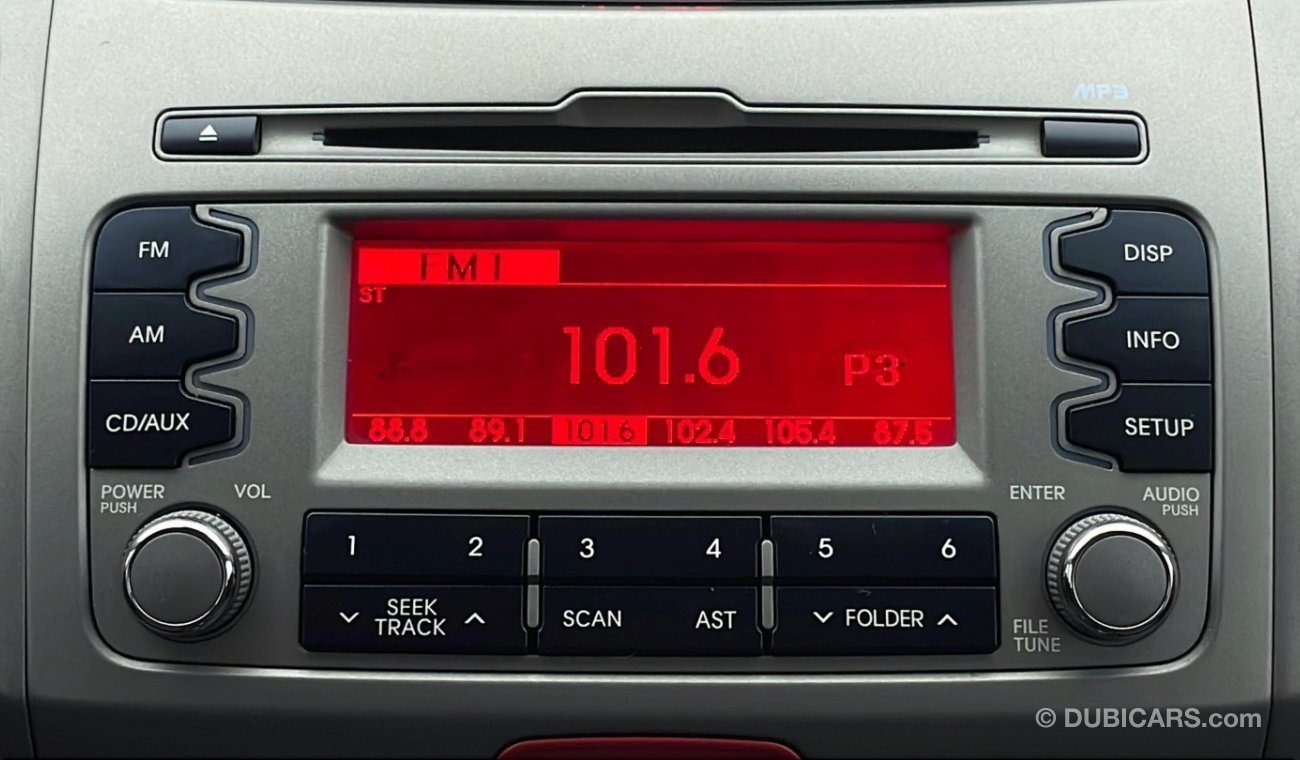 MP3
FM
AM
CD/AUX
FM1
ST
101.6
P3
88.8 89.1 101.6 102.4 105.4 87.5
DISP
INFO
SETUP
POWER
PUSH
VOL
1 2 3 4 5 6
SEEK
TRACK
SCAN AST
FOLDER
ENTER
AUDIO
PUSH
FILE
TUNE
© DUBICARS.com